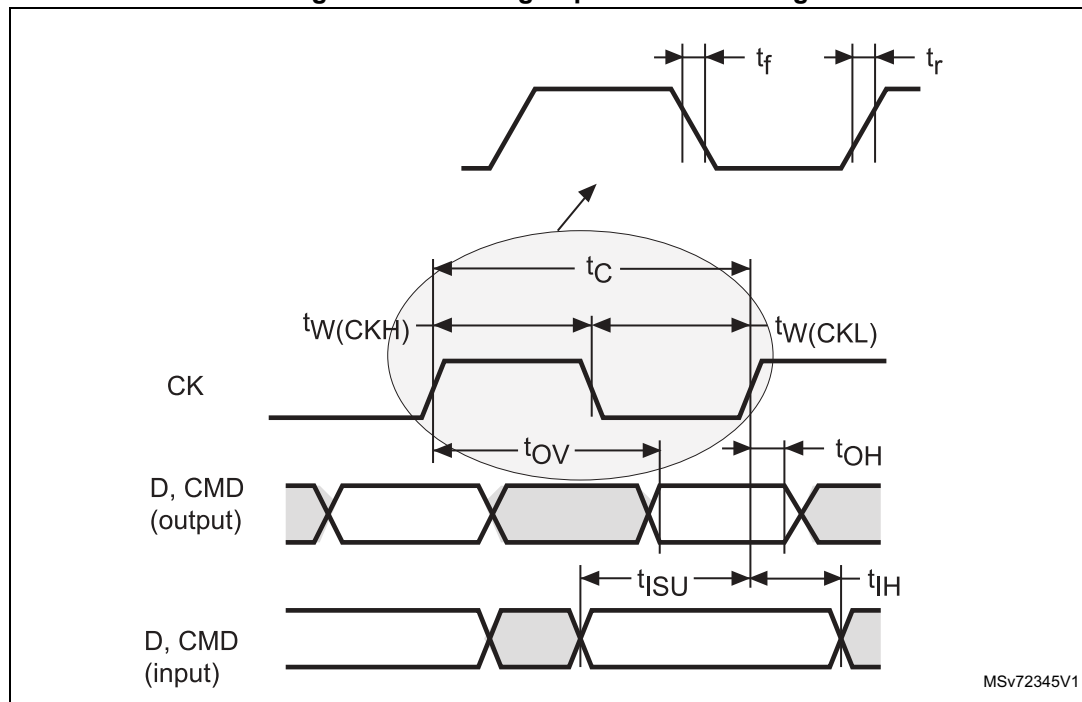 tf
tr
tC
tW(CKH)
tW(CKL)
CK
tOV
tOH
D, CMD
(output)
tISU
tIH
D, CMD
(input)
MSv72345V1